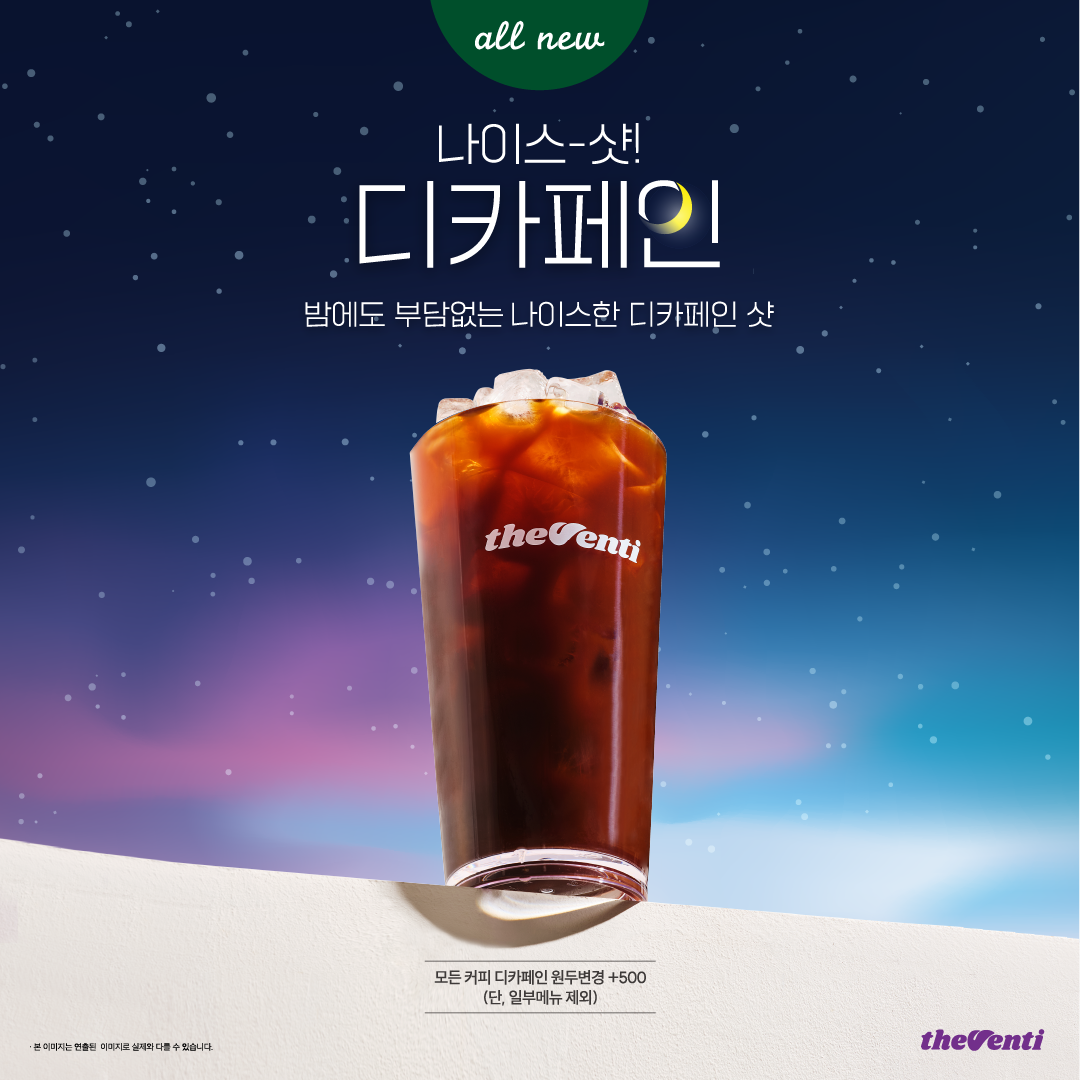 all new
나이스-샷!
디카페인
밤에도 부담없는 나이스한 디카페인 샷
theVenti
모든 커피 디카페인 원두변경 +500
(단, 일부메뉴 제외)
· 본 이미지는 연출된 이미지로 실제와 다를 수 있습니다.
theVenti